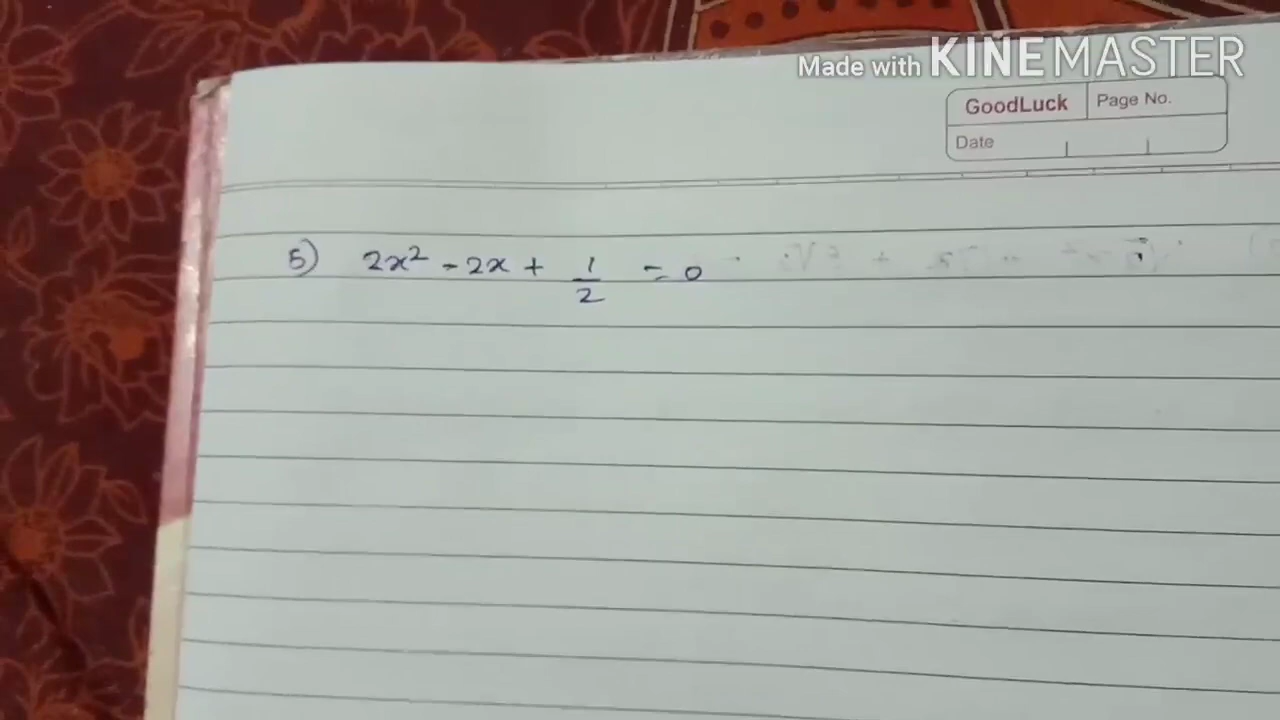 Made with KINEMASTER
GoodLuck Page No.
Date
5) 2x² - 2x + 1/2 = 0